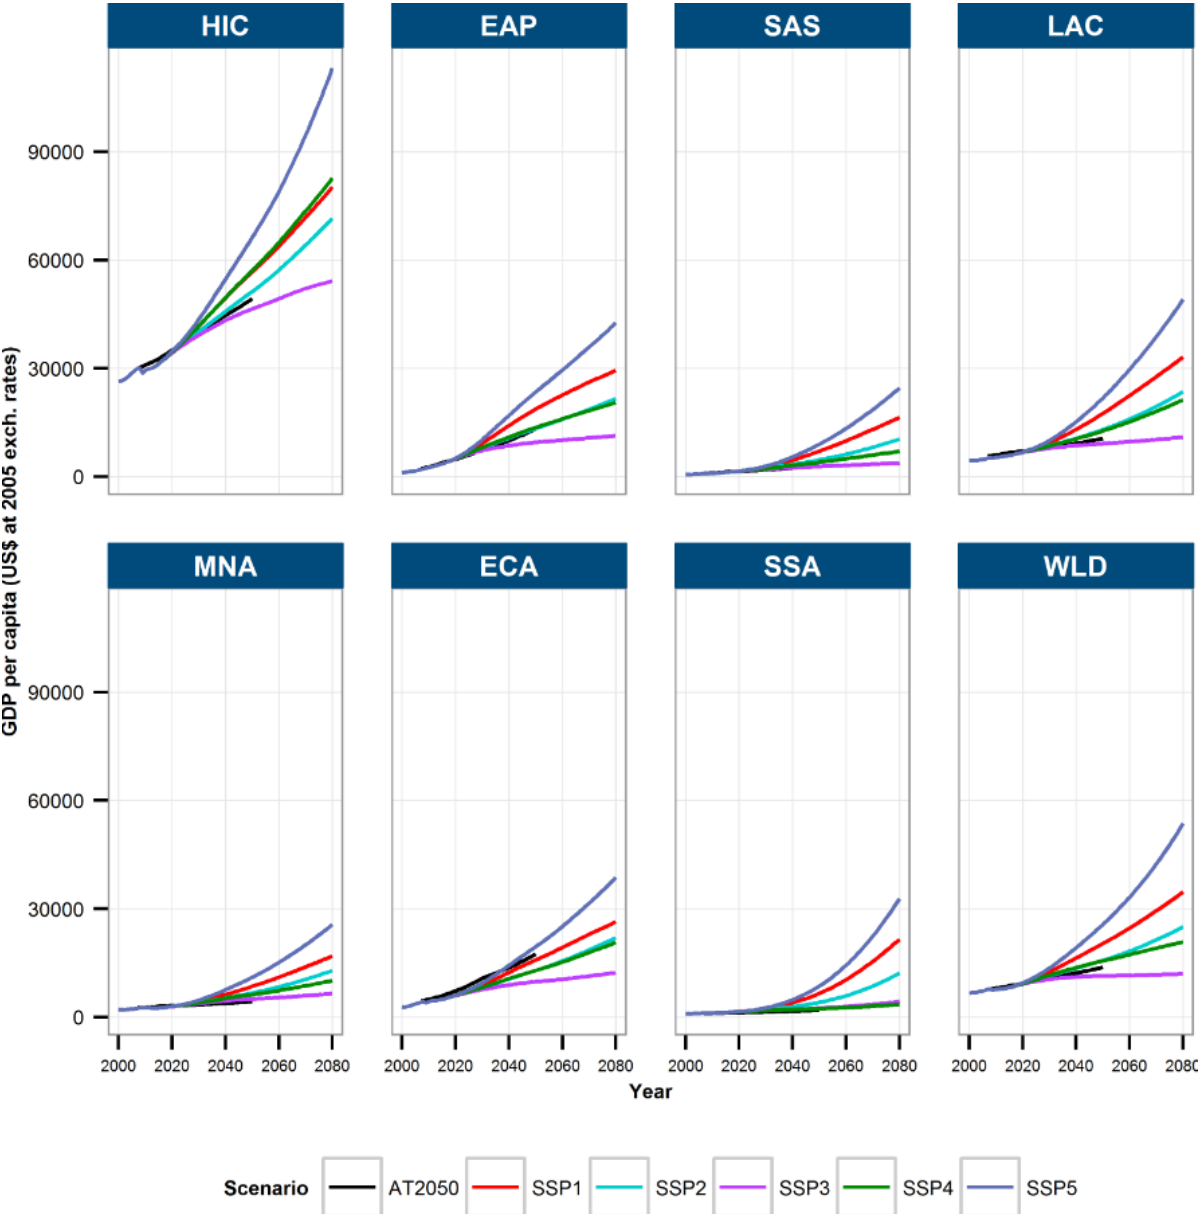 HIC EAP SAS LAC
90000
60000
30000
0
GDP per capita (US$ at 2005 exch. rates)
MNA ECA SSA WLD
90000
60000
30000
0
2000 2020 2040 2060 2080 2000 2020 2040 2060 2080 2000 2020 2040 2060 2080 2000 2020 2040 2060 2080
Year
Scenario AT2050 SSP1 SSP2 SSP3 SSP4 SSP5